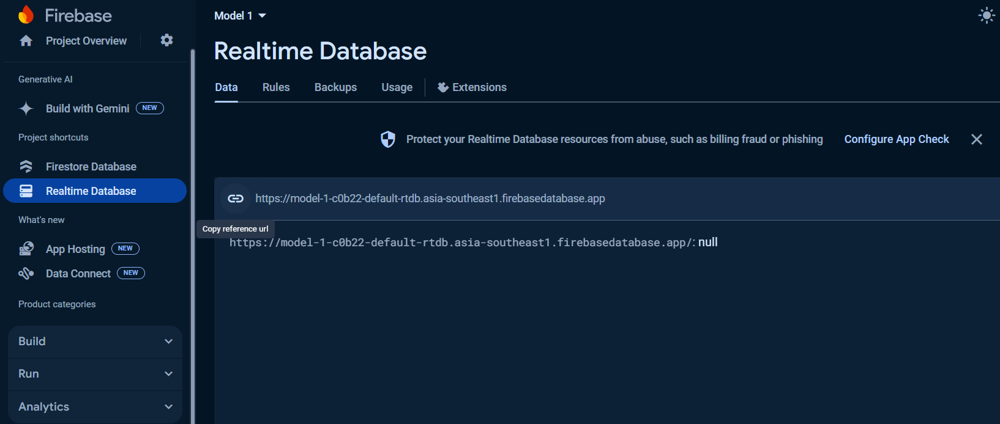 Firebase
Project Overview
Generative AI
Build with Gemini NEW
Project shortcuts
Firestore Database
Realtime Database
What's new
App Hosting NEW
Data Connect NEW
Product categories
Build
Run
Analytics
Model 1
Realtime Database
Data Rules Backups Usage Extensions
Protect your Realtime Database resources from abuse, such as billing fraud or phishing Configure App Check
https://model-1-c0b22-default-rtdb.asia-southeast1.firebasedatabase.app
Copy reference url
https://model-1-c0b22-default-rtdb.asia-southeast1.firebasedatabase.app/: null